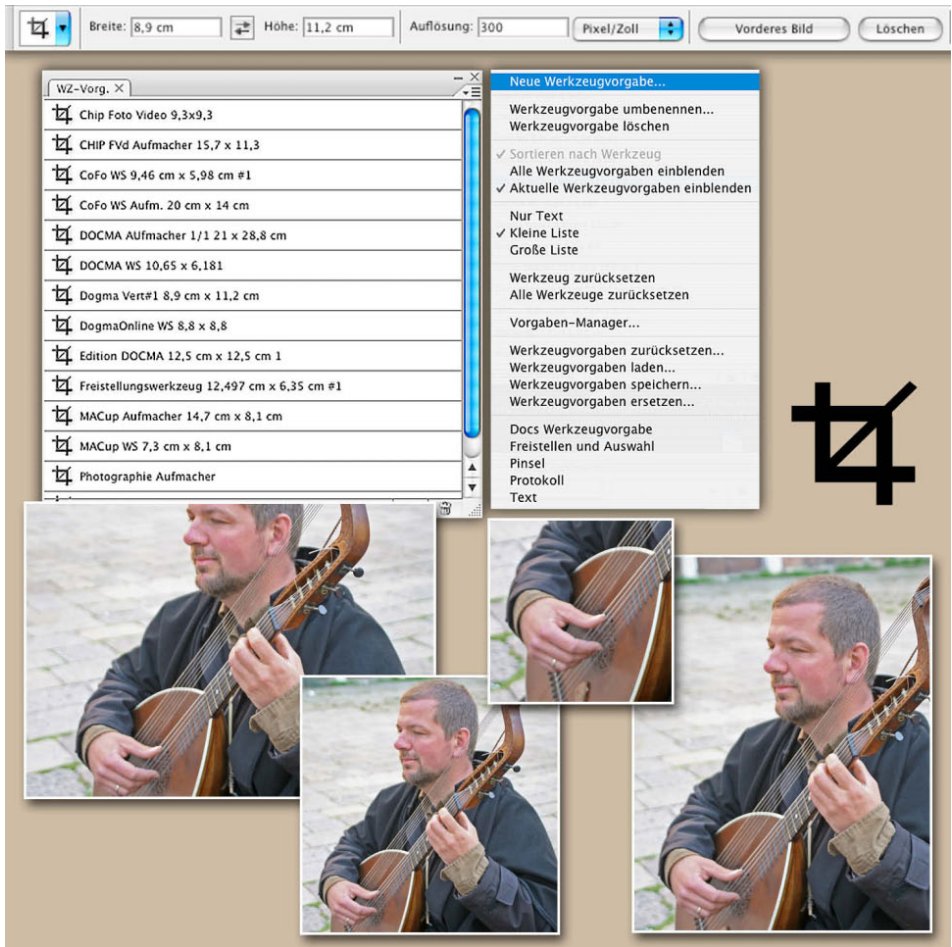 Breite: 8,9 cm Höhe: 11,2 cm Auflösung: 300 Pixel/Zoll Vorderes Bild Löschen
WZ-Vorg. ×
Chip Foto Video 9,3x9,3
CHIP FVd Aufmacher 15,7 x 11,3
CoFo WS 9,46 cm x 5,98 cm #1
CoFo WS Aufm. 20 cm x 14 cm
DOCMA AUfmacher 1/1 21 x 28,8 cm
DOCMA WS 10,65 x 6,181
Dogma Vert#1 8,9 cm x 11,2 cm
DogmaOnline WS 8,8 x 8,8
Edition DOCMA 12,5 cm x 12,5 cm 1
Freistellungswerkzeug 12,497 cm x 6,35 cm #1
MACup Aufmacher 14,7 cm x 8,1 cm
MACup WS 7,3 cm x 8,1 cm
Photographie Aufmacher
Neue Werkzeugvorgabe...
Werkzeugvorgabe umbenennen...
Werkzeugvorgabe löschen
✓ Sortieren nach Werkzeug
Alle Werkzeugvorgaben einblenden
✓ Aktuelle Werkzeugvorgaben einblenden
Nur Text
✓ Kleine Liste
Große Liste
Werkzeug zurücksetzen
Alle Werkzeuge zurücksetzen
Vorgaben-Manager...
Werkzeugvorgaben zurücksetzen...
Werkzeugvorgaben laden...
Werkzeugvorgaben speichern...
Werkzeugvorgaben ersetzen...
Docs Werkzeugvorgabe
Freistellen und Auswahl
Pinsel
Protokoll
Text